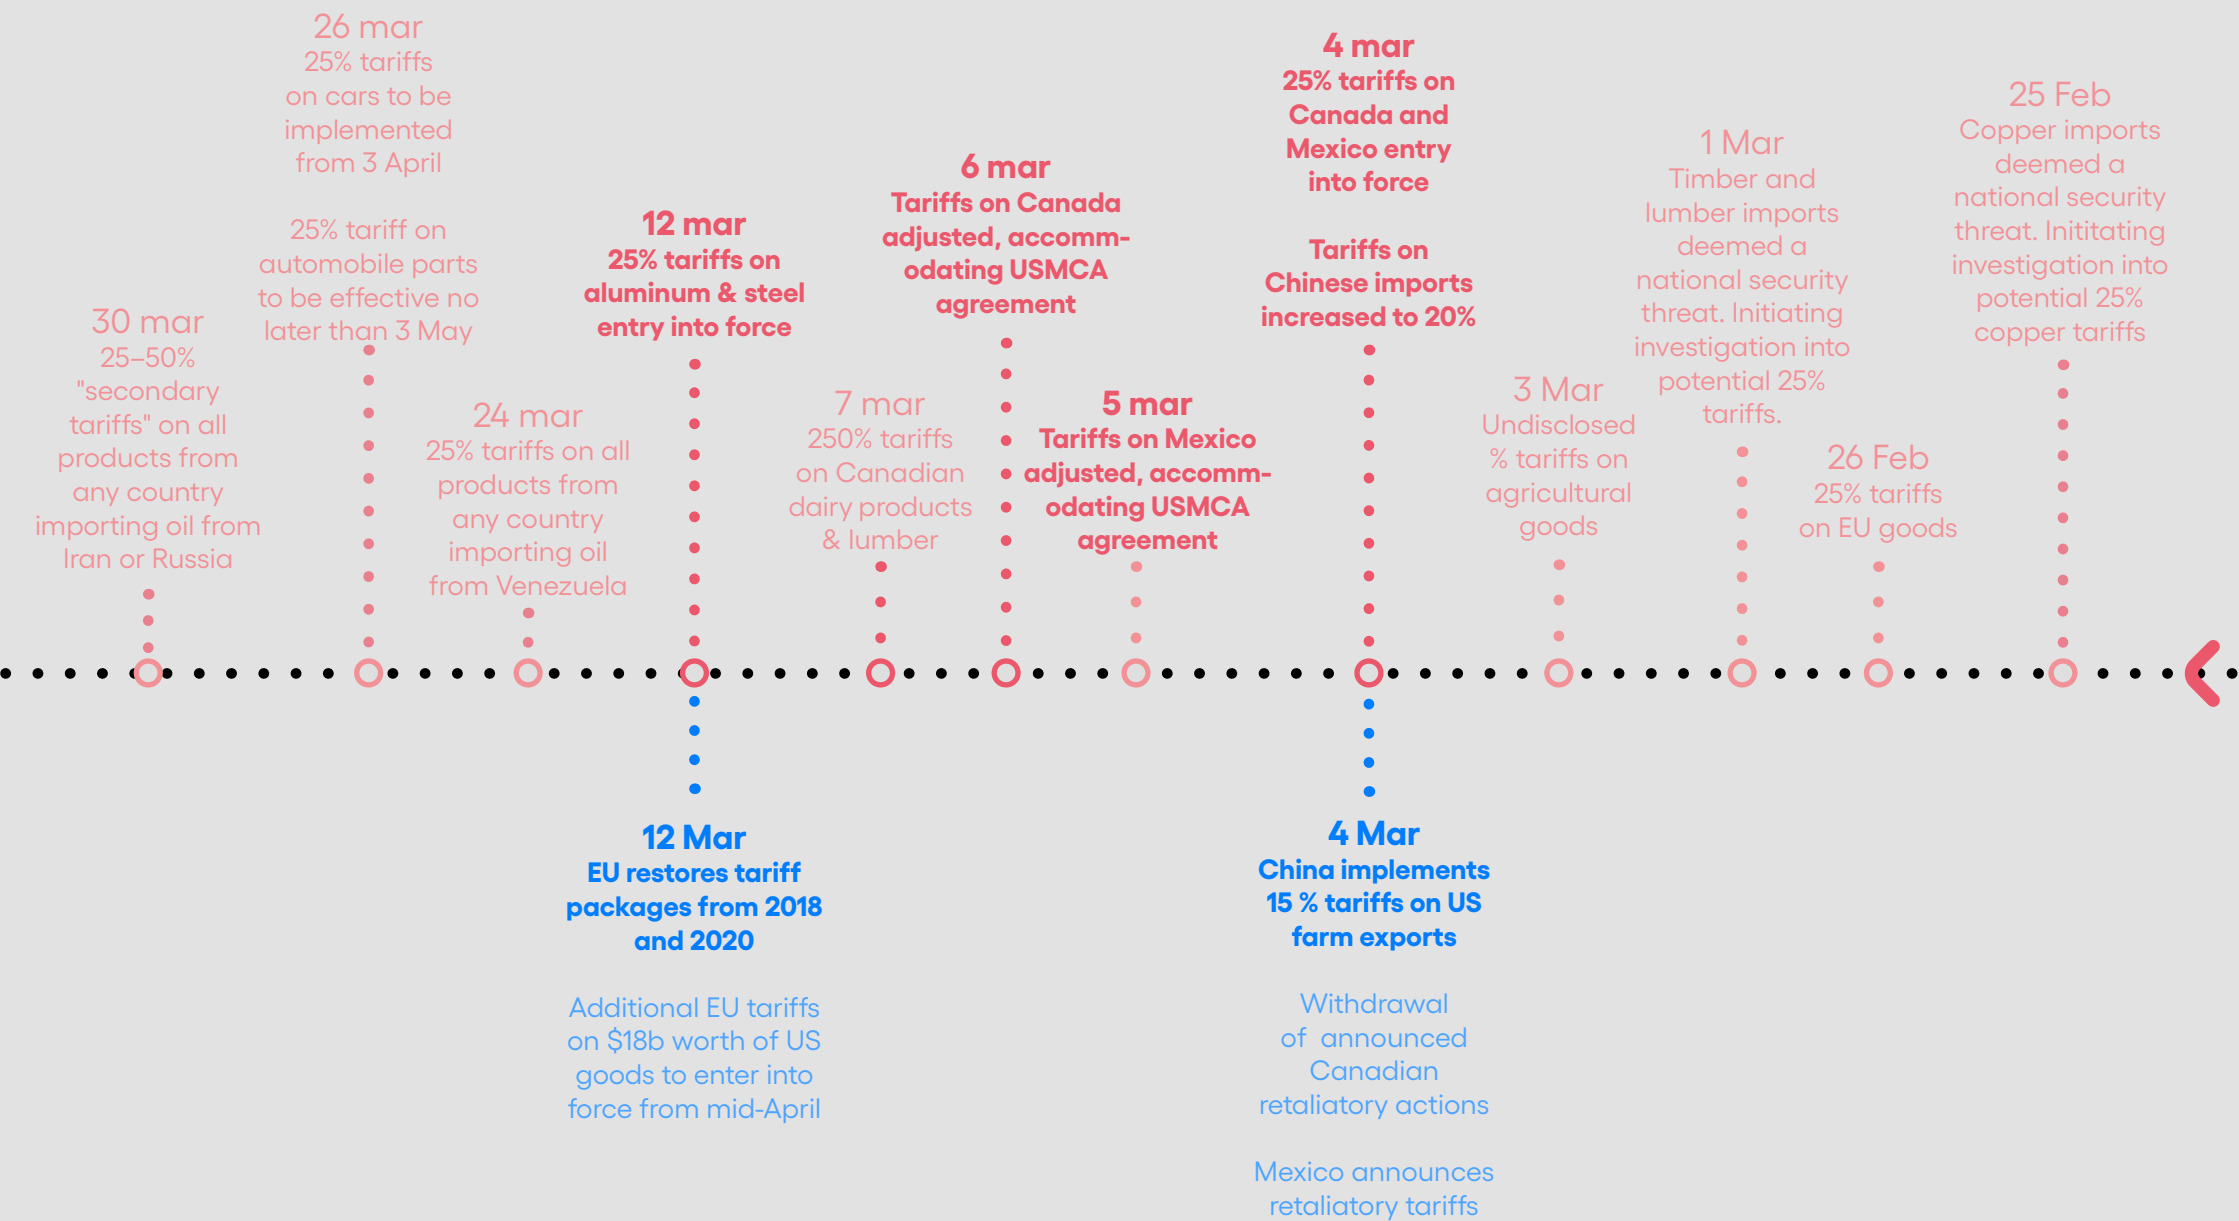 26 mar
25% tariffs
on cars to be
implemented
from 3 April
25% tariff on
automobile parts
to be effective no
later than 3 May
30 mar
25–50%
"secondary
tariffs" on all
products from
any country
importing oil from
Iran or Russia
24 mar
25% tariffs on all
products from
any country
importing oil
from Venezuela
12 mar
25% tariffs on
aluminum & steel
entry into force
7 mar
250% tariffs
on Canadian
dairy products
& lumber
6 mar
Tariffs on Canada
adjusted, accomm-
odating USMCA
agreement
5 mar
Tariffs on Mexico
adjusted, accomm-
odating USMCA
agreement
4 mar
25% tariffs on
Canada and
Mexico entry
into force
Tariffs on
Chinese imports
increased to 20%
3 Mar
Undisclosed
% tariffs on
agricultural
goods
1 Mar
Timber and
lumber imports
deemed a
national security
threat. Initiating
investigation into
potential 25%
tariffs.
26 Feb
25% tariffs
on EU goods
25 Feb
Copper imports
deemed a
national security
threat. Inititating
investigation into
potential 25%
copper tariffs
12 Mar
EU restores tariff
packages from 2018
and 2020
Additional EU tariffs
on $18b worth of US
goods to enter into
force from mid-April
4 Mar
China implements
15 % tariffs on US
farm exports
Withdrawal
of  announced
Canadian
retaliatory actions
Mexico announces
retaliatory tariffs